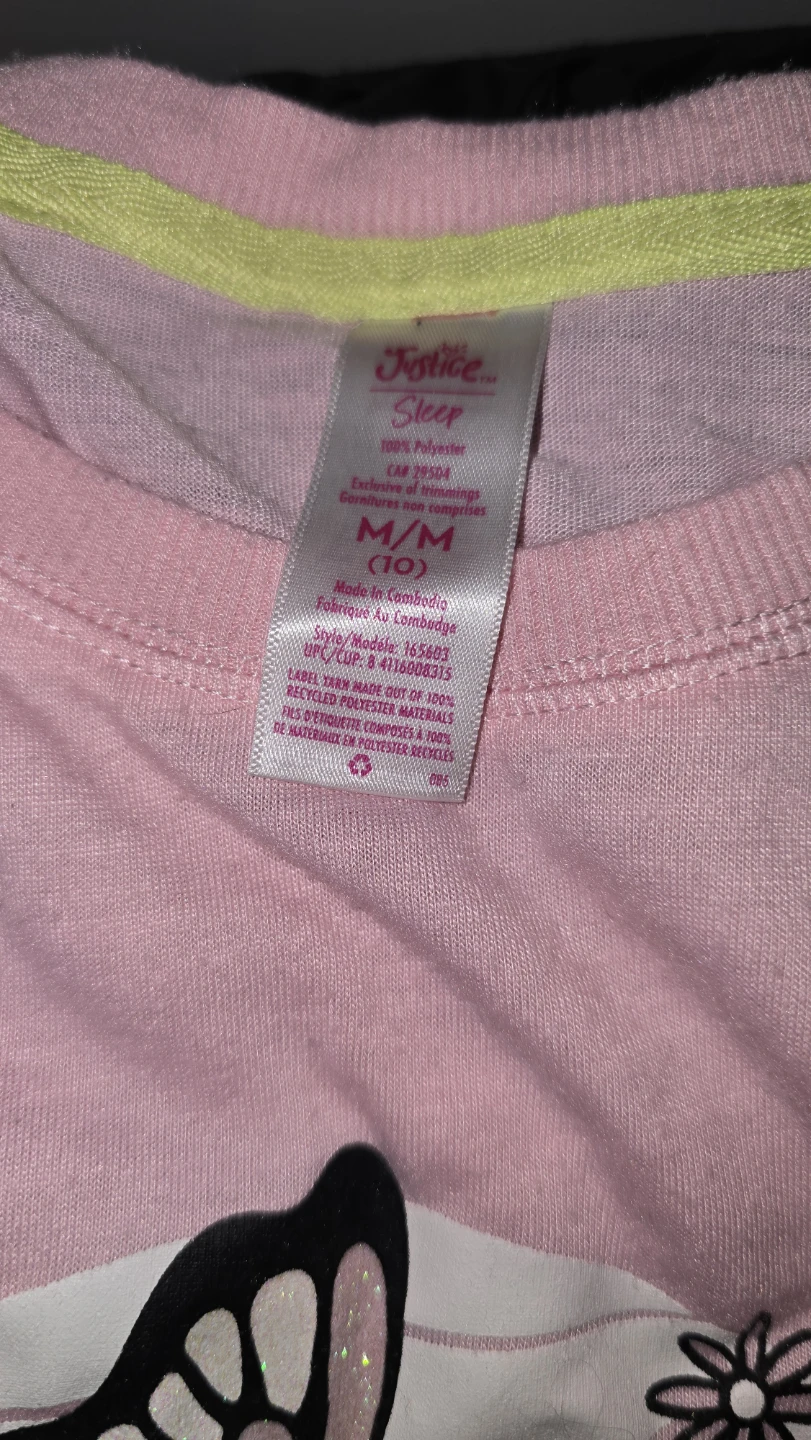 Justice™
Sleep
100% Polyester
CA# 29504
Exclusive of trimmings
Garnitures non comprises
M/M
(10)
Made In Cambodia
Fabrique Au Cambodge
Style/Modèle: 165603
UPC/CUP: 8 4116008315
LABEL YARN MADE OUT OF 100%
RECYCLED POLYESTER MATERIALS
FILS D'ÉTIQUETTE COMPOSÉS À 100%
DE MATÉRIAUX EN POLYESTER RECYCLÉS